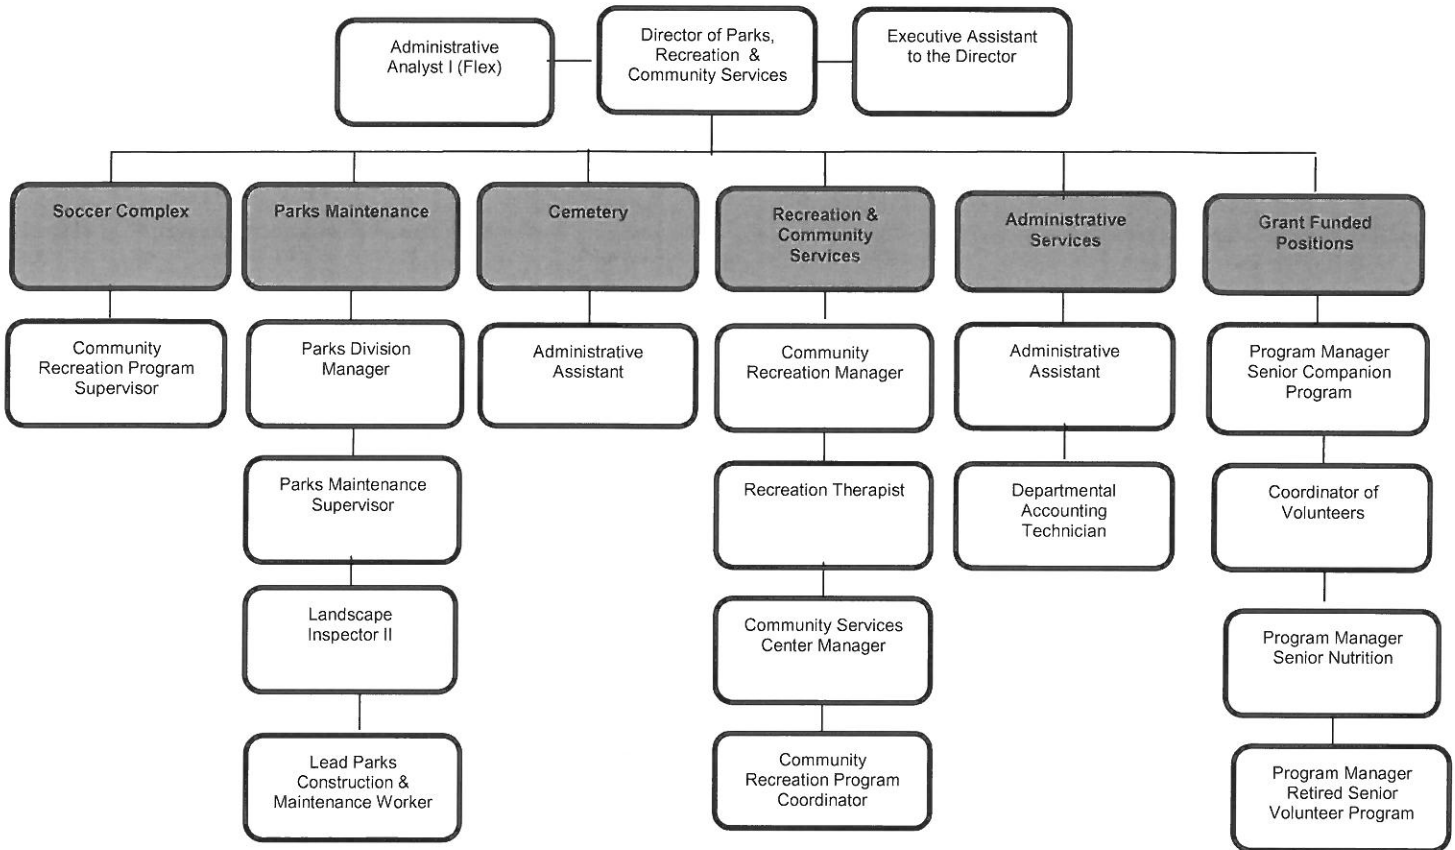 Administrative
Analyst I (Flex)
Director of Parks,
Recreation &
Community Services
Executive Assistant
to the Director
Soccer Complex
Parks Maintenance
Cemetery
Recreation &
Community
Services
Administrative
Services
Grant Funded
Positions
Community
Recreation Program
Supervisor
Parks Division
Manager
Administrative
Assistant
Community
Recreation Manager
Administrative
Assistant
Program Manager
Senior Companion
Program
Parks Maintenance
Supervisor
Recreation Therapist
Departmental
Accounting
Technician
Coordinator of
Volunteers
Landscape
Inspector II
Community Services
Center Manager
Program Manager
Senior Nutrition
Lead Parks
Construction &
Maintenance Worker
Community
Recreation Program
Coordinator
Program Manager
Retired Senior
Volunteer Program